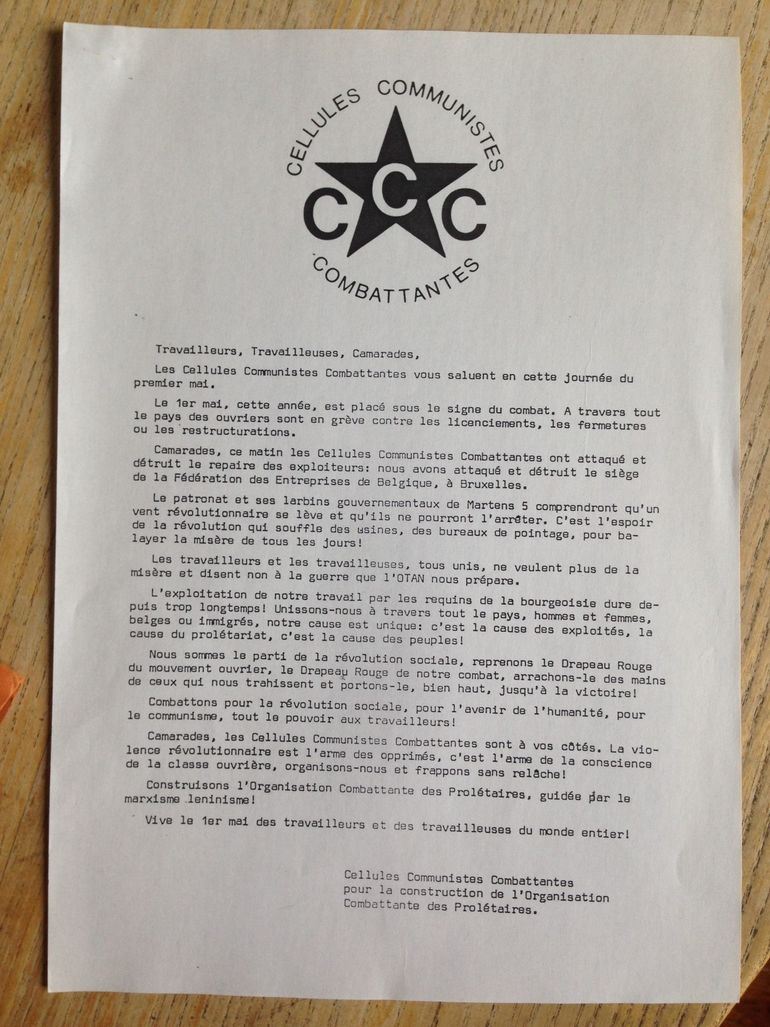 CELLULES COMMUNISTES
CCC
COMBATTANTES
Travailleurs, Travailleuses, Camarades,
Les Cellules Communistes Combattantes vous saluent en cette journée du
premier mai.
Le 1er mai, cette année, est placé sous le signe du combat. A travers tout
le pays des ouvriers sont en grève contre les licenciements, les fermetures
ou les restructurations.
Camarades, ce matin les Cellules Communistes Combattantes ont attaqué et
détruit le repaire des exploiteurs: nous avons attaqué et détruit le siège
de la Fédération des Entreprises de Belgique, à Bruxelles.
Le patronat et ses larbins gouvernementaux de Martens 5 comprendront qu'un
vent révolutionnaire se lève et qu'ils ne pourront l'arrêter. C'est l'espoir
de la révolution qui souffle des usines, des bureaux de pointage, pour ba-
layer la misère de tous les jours!
Les travailleurs et les travailleuses, tous unis, ne veulent plus de la
misère et disent non à la guerre que l'OTAN nous prépare.
L'exploitation de notre travail par les requins de la bourgeoisie dure de-
puis trop longtemps! Unissons-nous à travers tout le pays, hommes et femmes,
belges ou immigrés, notre cause est unique: c'est la cause des exploités, la
cause du prolétariat, c'est la cause des peuples!
Nous sommes le parti de la révolution sociale, reprenons le Drapeau Rouge
du mouvement ouvrier, le Drapeau Rouge de notre combat, arrachons-le des mains
de ceux qui nous trahissent et portons-le, bien haut, jusqu'à la victoire!
Combattons pour la révolution sociale, pour l'avenir de l'humanité, pour
le communisme, tout le pouvoir aux travailleurs!
Camarades, les Cellules Communistes Combattantes sont à vos côtés. La vio-
lence révolutionnaire est l'arme des opprimés, c'est l'arme de la conscience
de la classe ouvrière, organisons-nous et frappons sans relâche!
Construisons l'Organisation Combattante des Prolétaires, guidée par le
marxisme leninisme!
Vive le 1er mai des travailleurs et des travailleuses du monde entier!
Cellules Communistes Combattantes
pour la construction de l'Organisation
Combattante des Prolétaires.